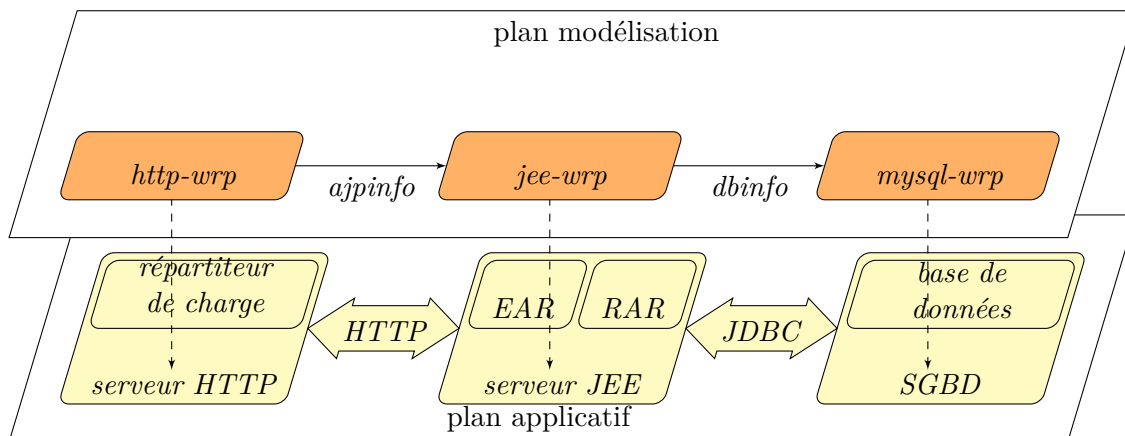 plan modélisation
http-wrp
ajpinfo
jee-wrp
dbinfo
mysql-wrp
répartiteur
de charge
serveur HTTP
HTTP
EAR
RAR
serveur JEE
JDBC
base de
données
SGBD
plan applicatif